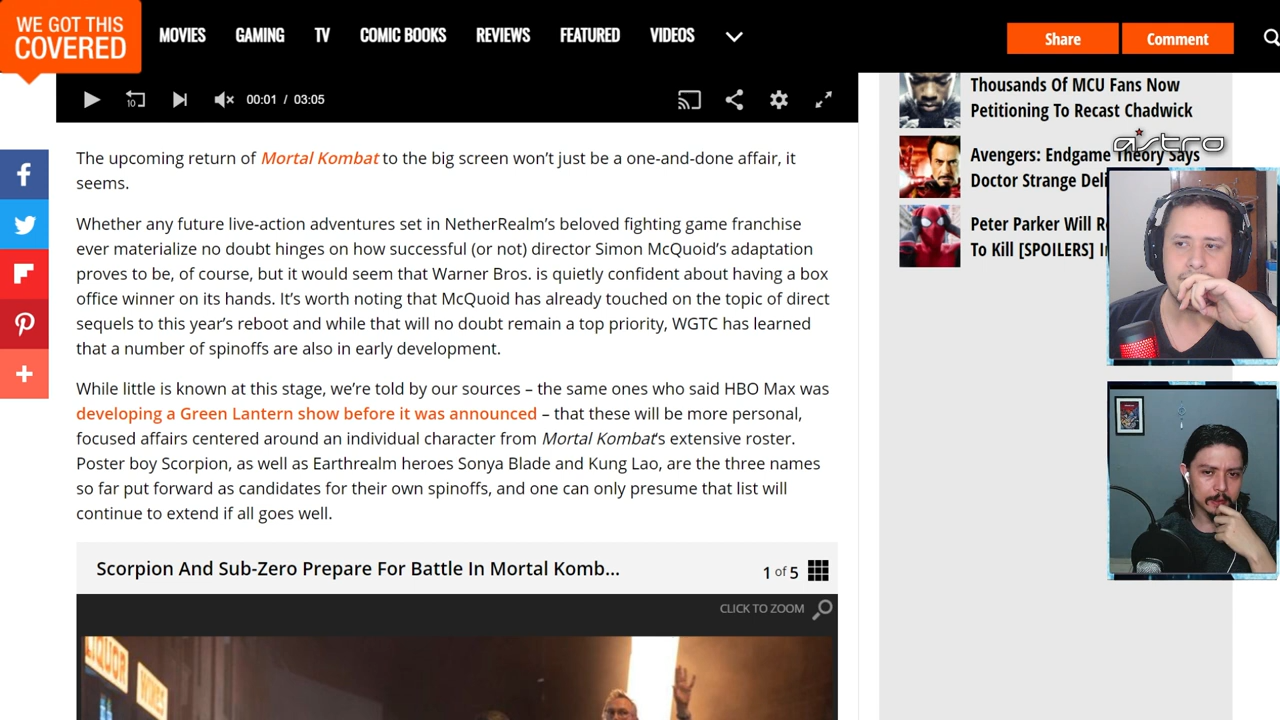 WE GOT THIS
COVERED
MOVIES GAMING TV COMIC BOOKS REVIEWS FEATURED VIDEOS
Share Comment
10 00:01 / 03:05
The upcoming return of Mortal Kombat to the big screen won’t just be a one-and-done affair, it
seems.
Whether any future live-action adventures set in NetherRealm’s beloved fighting game franchise
ever materialize no doubt hinges on how successful (or not) director Simon McQuoid’s adaptation
proves to be, of course, but it would seem that Warner Bros. is quietly confident about having a box
office winner on its hands. It’s worth noting that McQuoid has already touched on the topic of direct
sequels to this year’s reboot and while that will no doubt remain a top priority, WGTC has learned
that a number of spinoffs are also in early development.
While little is known at this stage, we’re told by our sources – the same ones who said HBO Max was
developing a Green Lantern show before it was announced – that these will be more personal,
focused affairs centered around an individual character from Mortal Kombat’s extensive roster.
Poster boy Scorpion, as well as Earthrealm heroes Sonya Blade and Kung Lao, are the three names
so far put forward as candidates for their own spinoffs, and one can only presume that list will
continue to extend if all goes well.
Scorpion And Sub-Zero Prepare For Battle In Mortal Komb...
1 of 5
CLICK TO ZOOM
LIQUOR
WINES
Thousands Of MCU Fans Now
Petitioning To Recast Chadwick
astro
Avengers: Endgame Theory Says
Doctor Strange Deli
Peter Parker Will R
To Kill [SPOILERS] I